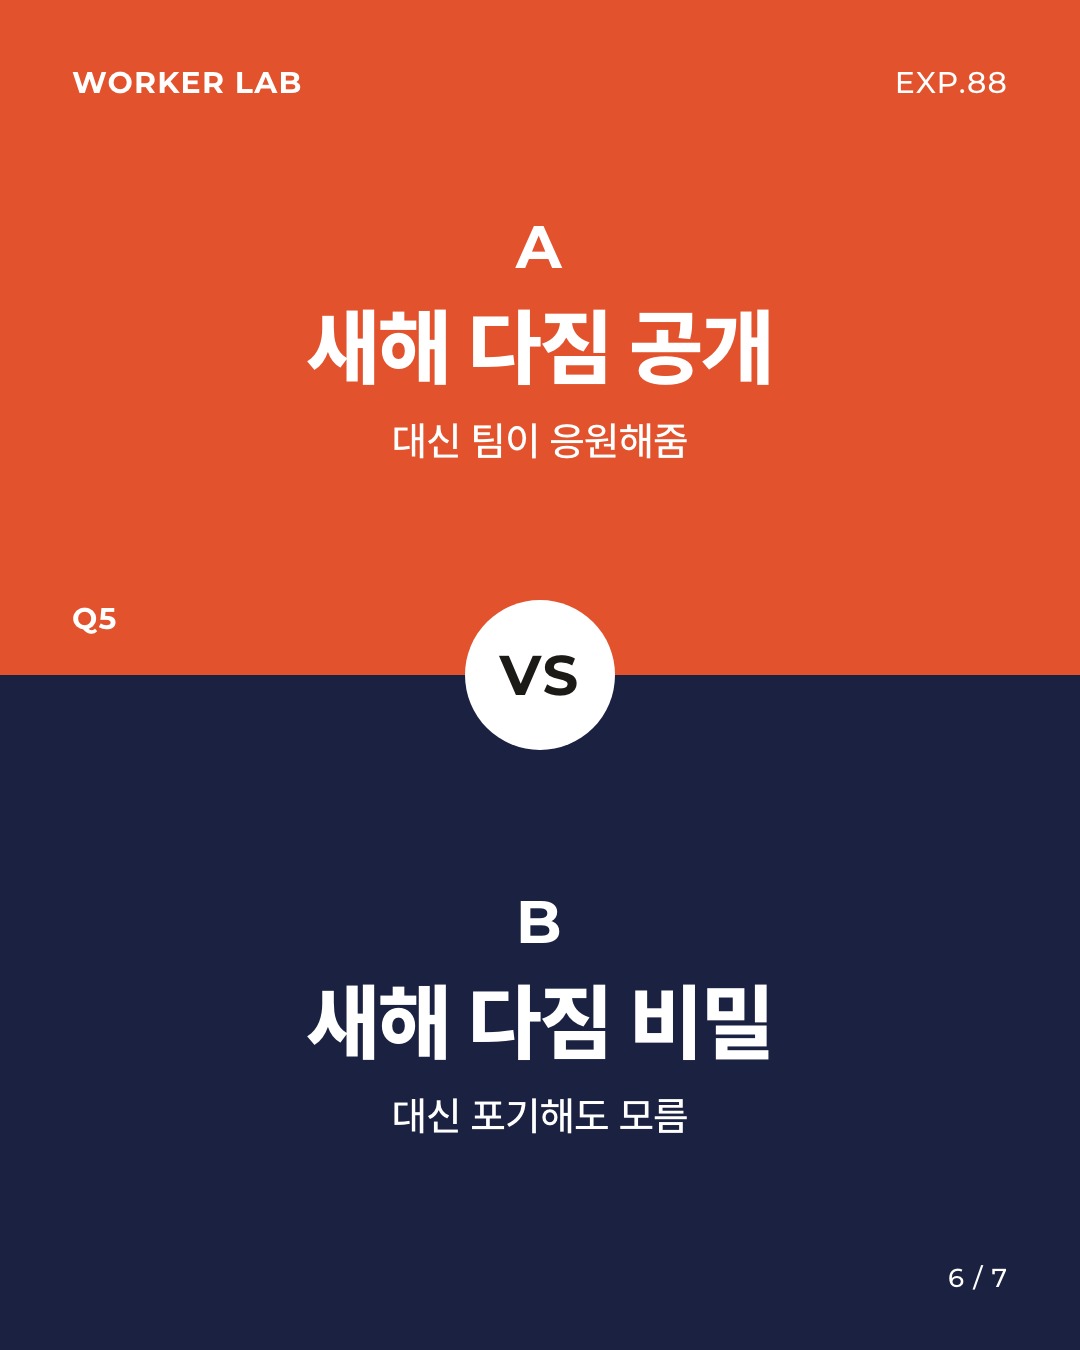 WORKER LAB
EXP.88
A
새해 다짐 공개
대신 팀이 응원해줌
Q5
VS
B
새해 다짐 비밀
대신 포기해도 모름
6 / 7